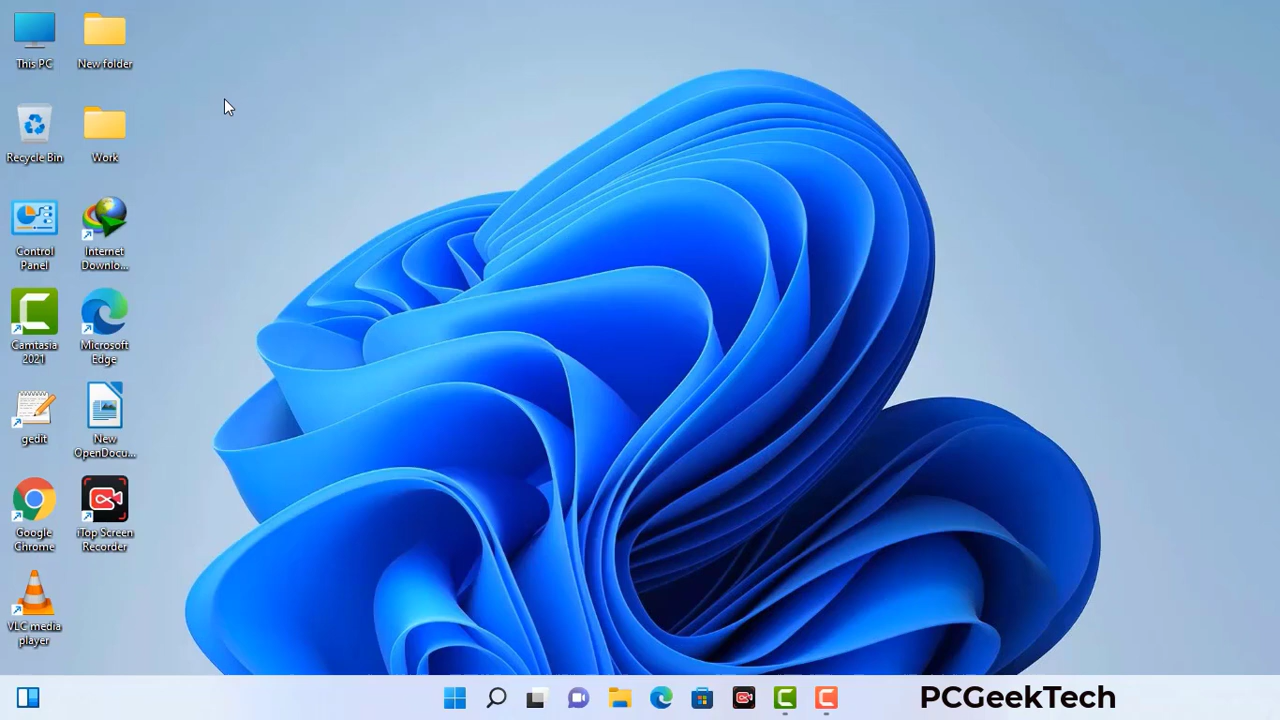 This PC
New folder
Recycle Bin
Work
Control
Panel
Internet
Downlo...
Camtasia
2021
Microsoft
Edge
gedit
New
OpenDocu...
Google
Chrome
iTop Screen
Recorder
VLC media
player
PCGeekTech